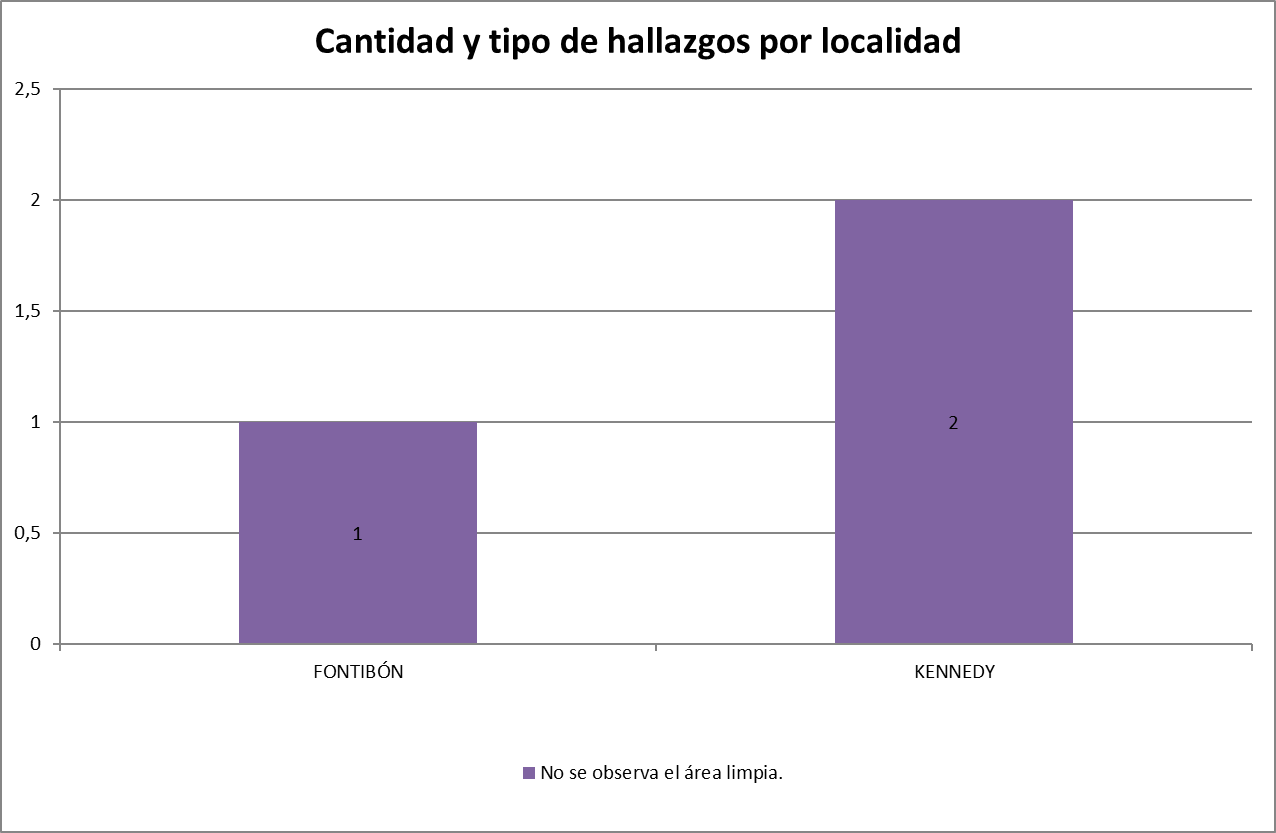 Cantidad y tipo de hallazgos por localidad
2,5
2
1,5
1
0,5
0
1
2
FONTIBÓN
KENNEDY
No se observa el área limpia.